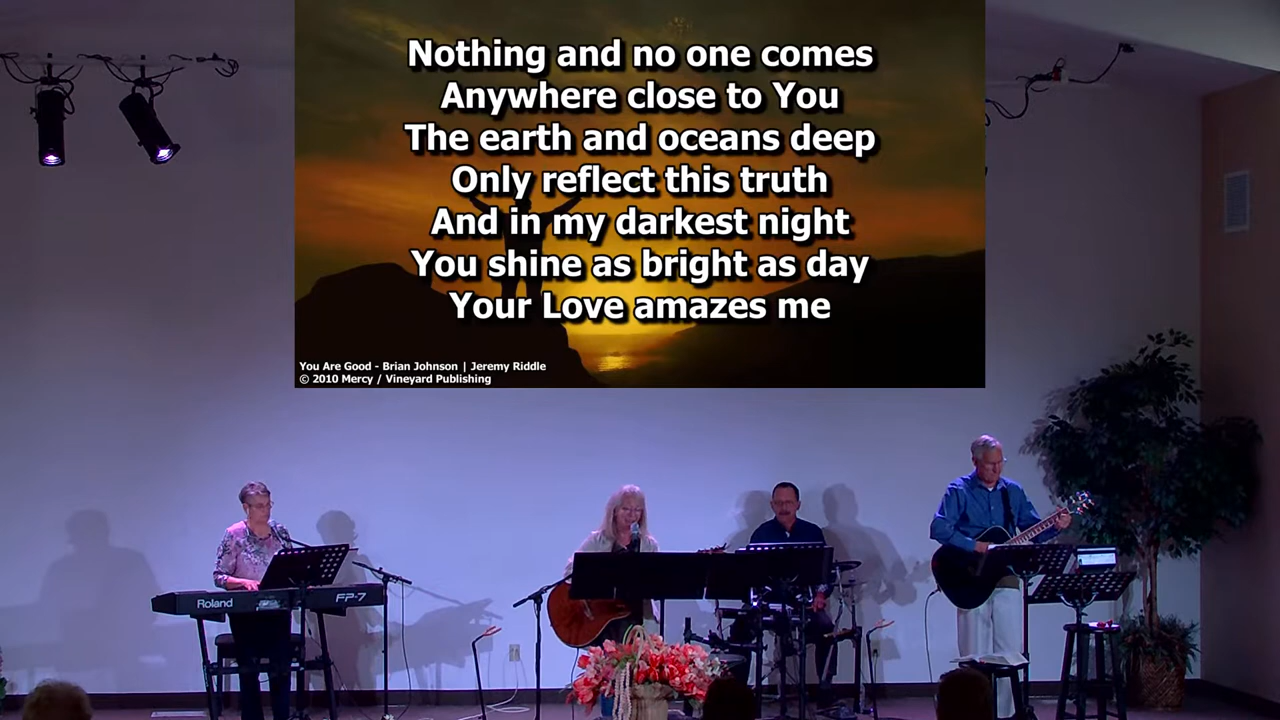 Nothing and no one comes
Anywhere close to You
The earth and oceans deep
Only reflect this truth
And in my darkest night
You shine as bright as day
Your Love amazes me
You Are Good - Brian Johnson | Jeremy Riddle
© 2010 Mercy / Vineyard Publishing
Roland FP-7